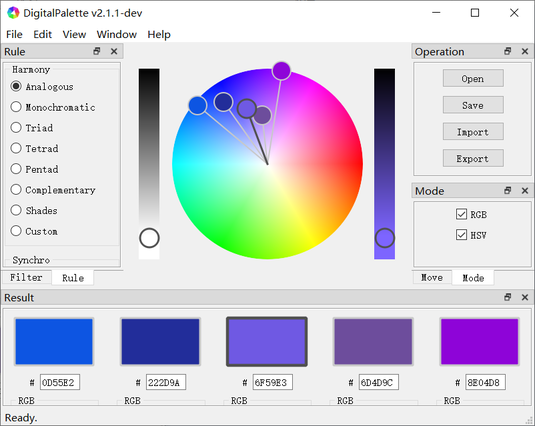 DigitalPalette v2.1.1-dev
File Edit View Window Help
Rule
Harmony
Analogous
Monochromatic
Triad
Tetrad
Pentad
Complementary
Shades
Custom
Synchro
Filter Rule
Operation
Open
Save
Import
Export
Mode
RGB
HSV
Move Mode
Result
# 0D55E2 # 222D9A # 6F59E3 # 6D4D9C # 8E04D8
RGB RGB RGB RGB RGB
Ready.